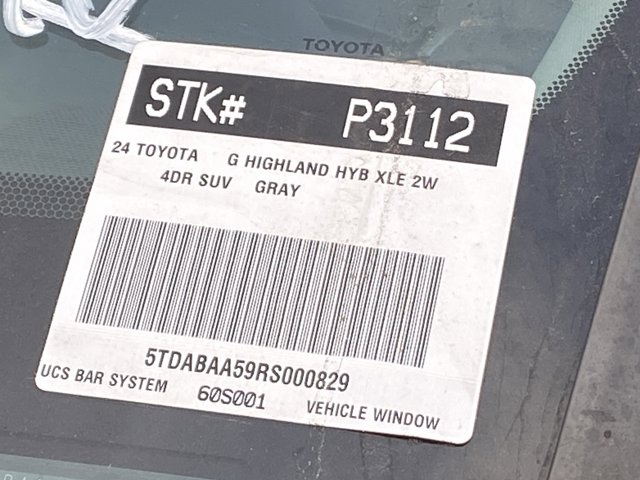 TOYOTA
STK# P3112
24 TOYOTA G HIGHLAND HYB XLE 2W
4DR SUV GRAY
5TDABAA59RS000829
UCS BAR SYSTEM 60S001 VEHICLE WINDOW